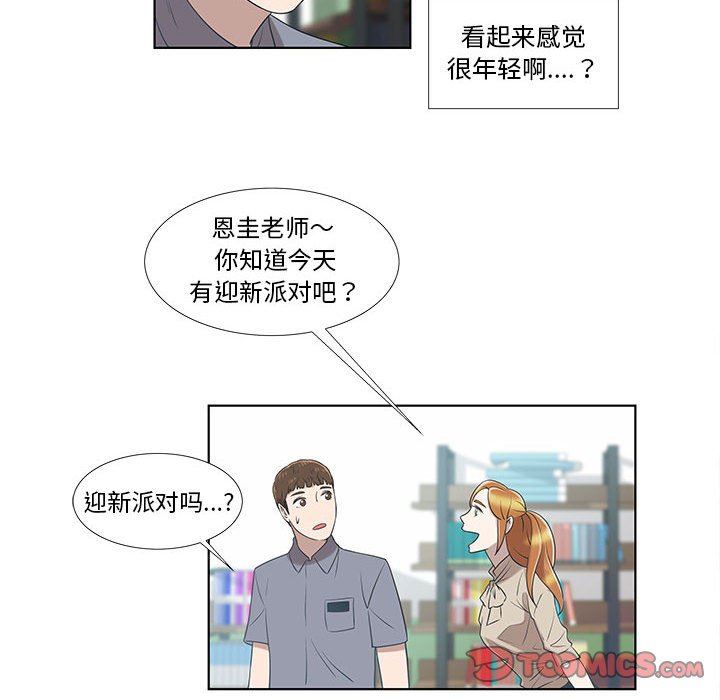 看起来感觉
很年轻啊....？
恩圭老师～
你知道今天
有迎新派对吧？
迎新派对吗...?
TOOMICS.COM